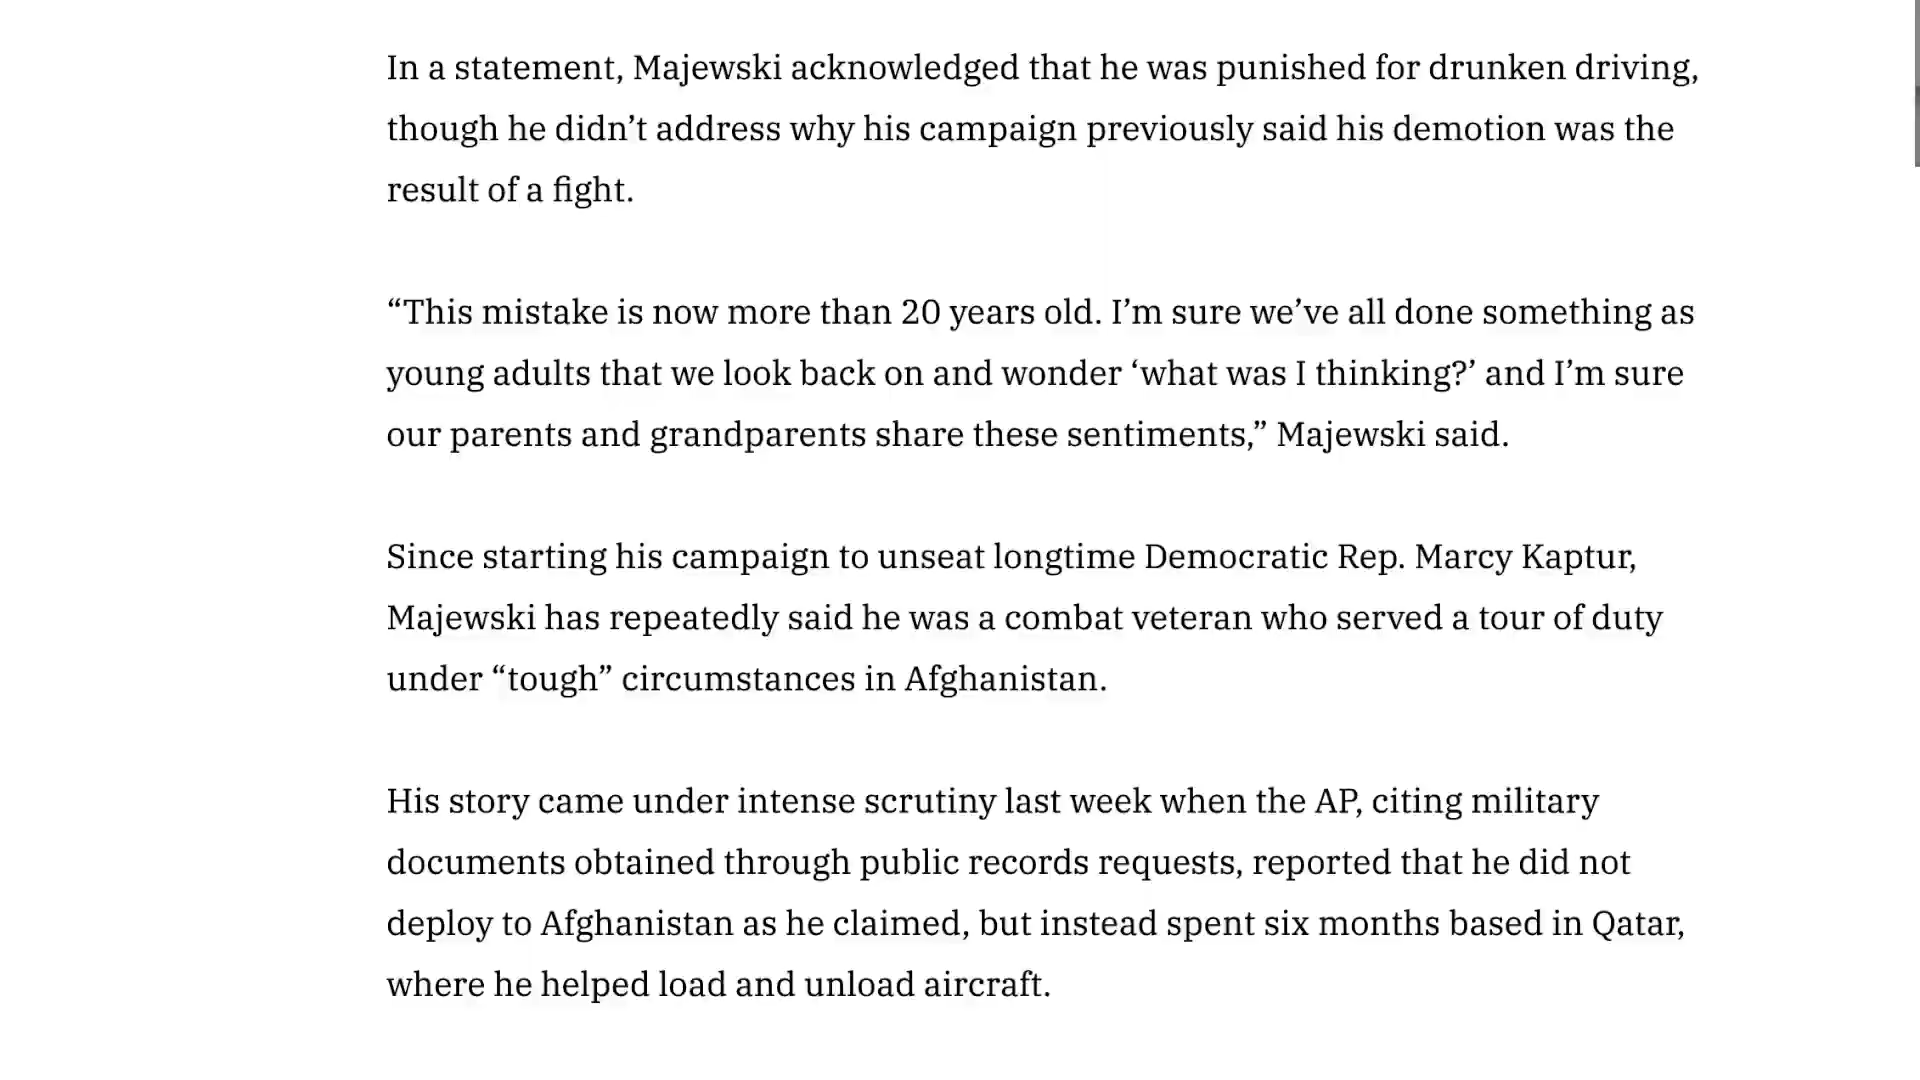 In a statement, Majewski acknowledged that he was punished for drunken driving,
though he didn’t address why his campaign previously said his demotion was the
result of a fight.
“This mistake is now more than 20 years old. I’m sure we’ve all done something as
young adults that we look back on and wonder ‘what was I thinking?’ and I’m sure
our parents and grandparents share these sentiments,” Majewski said.
Since starting his campaign to unseat longtime Democratic Rep. Marcy Kaptur,
Majewski has repeatedly said he was a combat veteran who served a tour of duty
under “tough” circumstances in Afghanistan.
His story came under intense scrutiny last week when the AP, citing military
documents obtained through public records requests, reported that he did not
deploy to Afghanistan as he claimed, but instead spent six months based in Qatar,
where he helped load and unload aircraft.